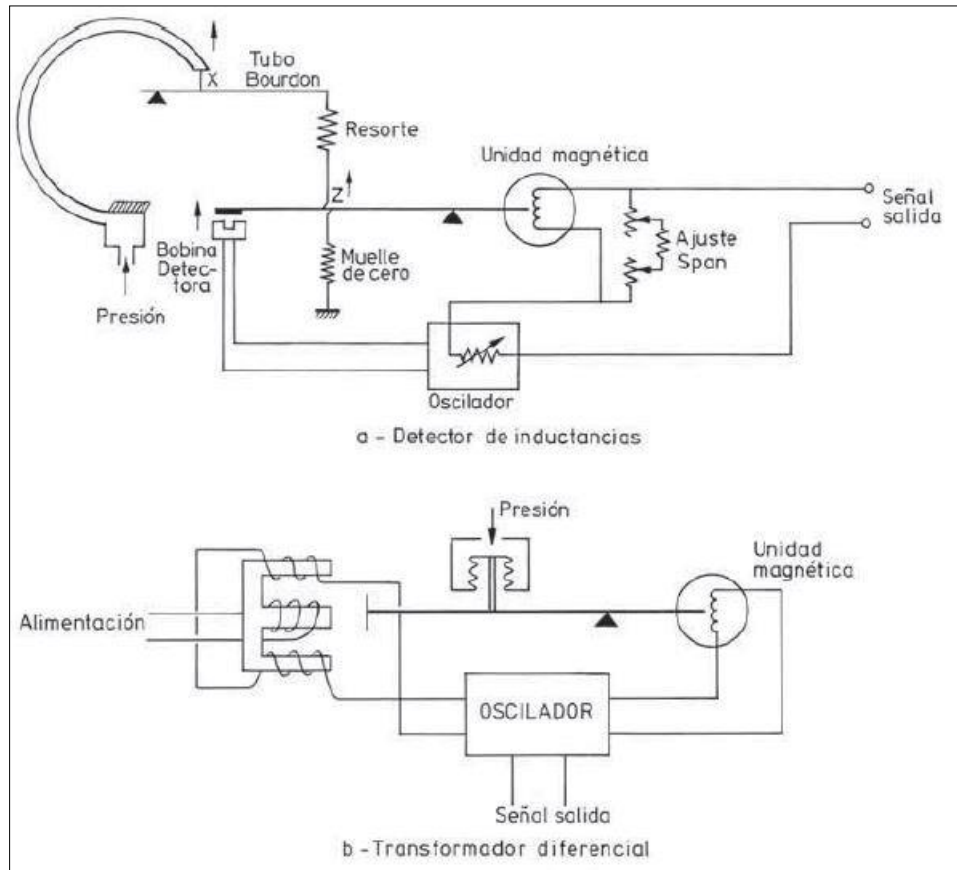 X
Tubo
Bourdon
Resorte
Unidad magnética
Z
Señal
salida
Bobina
Detec-
tora
Muelle
de cero
Ajuste
Span
Presión
Oscilador
a - Detector de inductancias
Presión
Unidad
magnética
Alimentación
OSCILADOR
Señal salida
b - Transformador diferencial